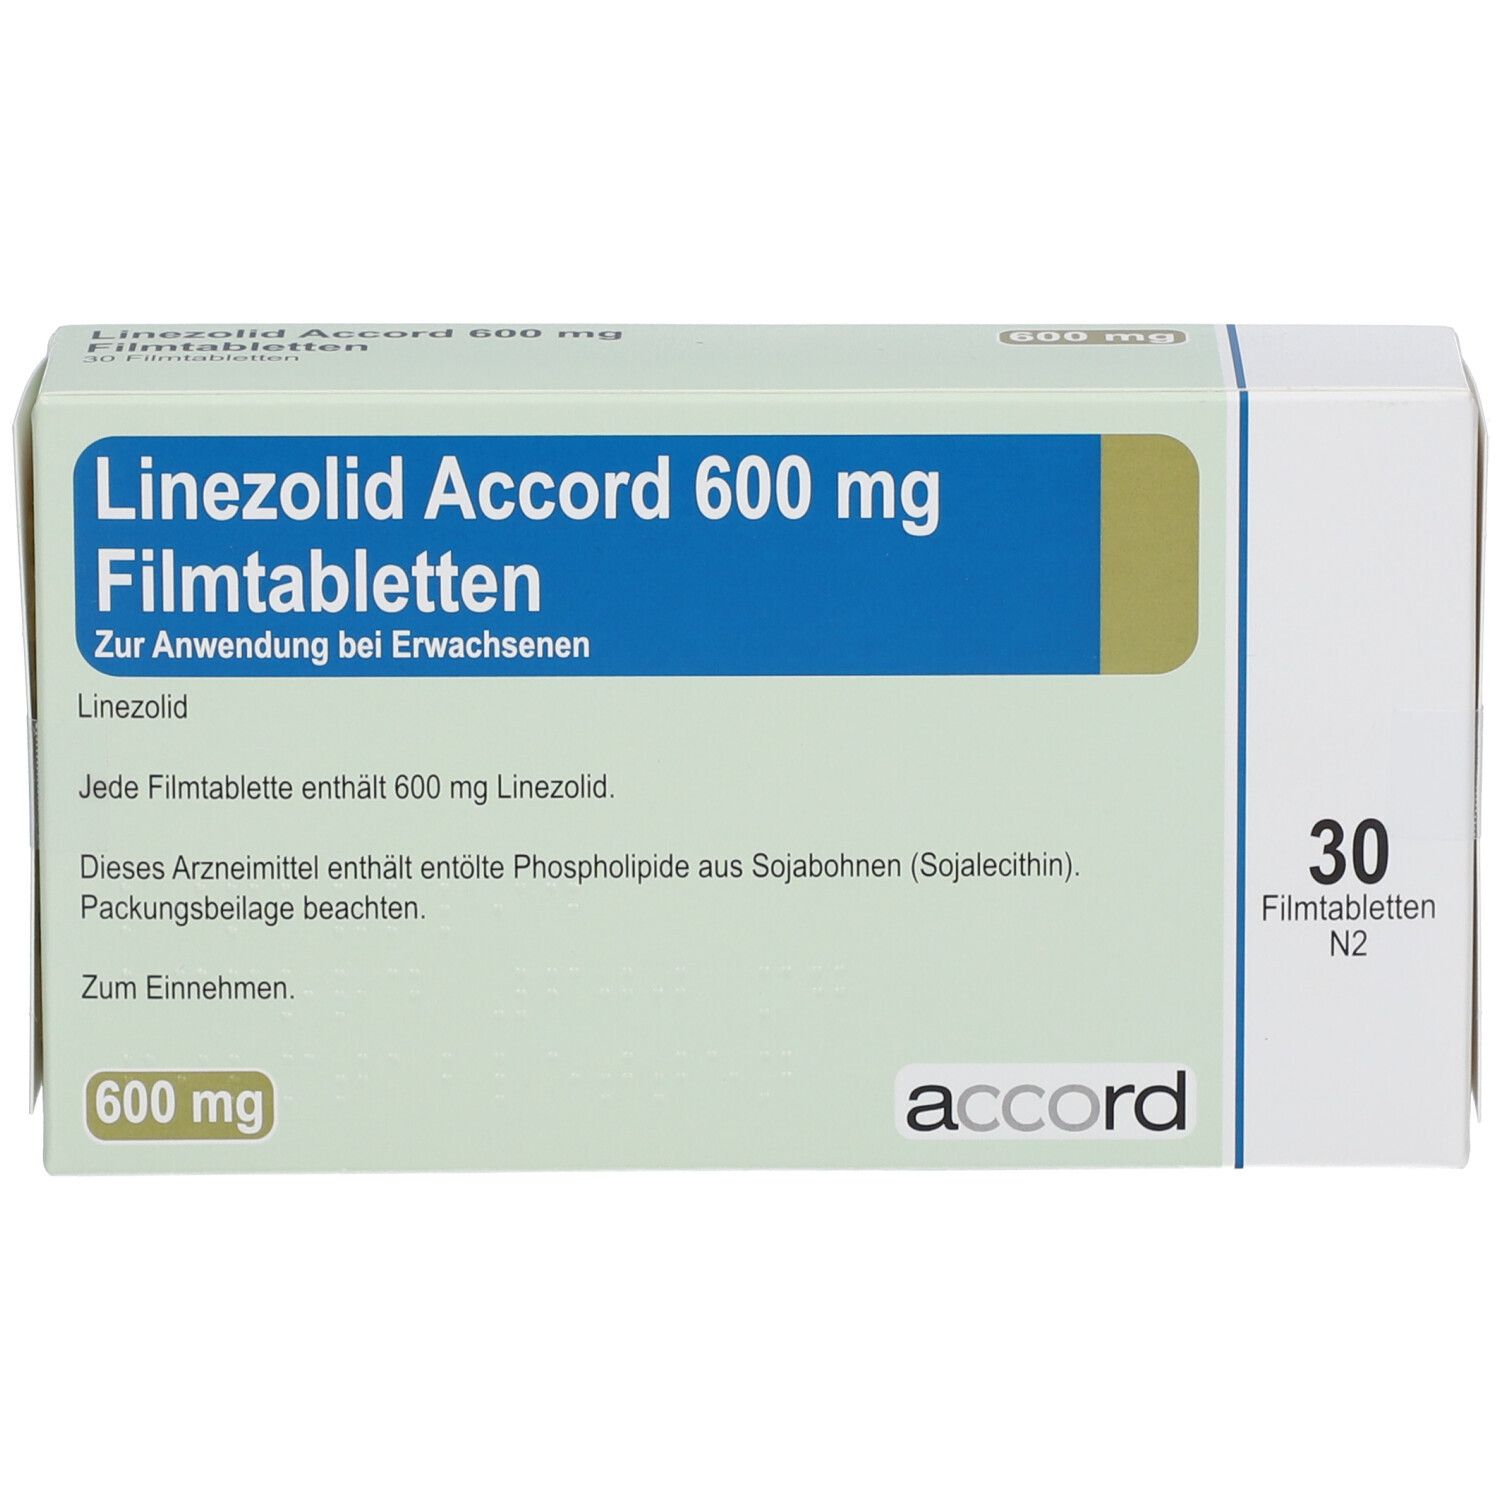 Linezolid Accord 600 mg
Filmtabletten
30 Filmtabletten
600 mg
Linezolid Accord 600 mg
Filmtabletten
Zur Anwendung bei Erwachsenen
Linezolid
Jede Filmtablette enthält 600 mg Linezolid.
Dieses Arzneimittel enthält entölte Phospholipide aus Sojabohnen (Sojalecithin).
Packungsbeilage beachten.
Zum Einnehmen.
600 mg
accord
30
Filmtabletten
N2